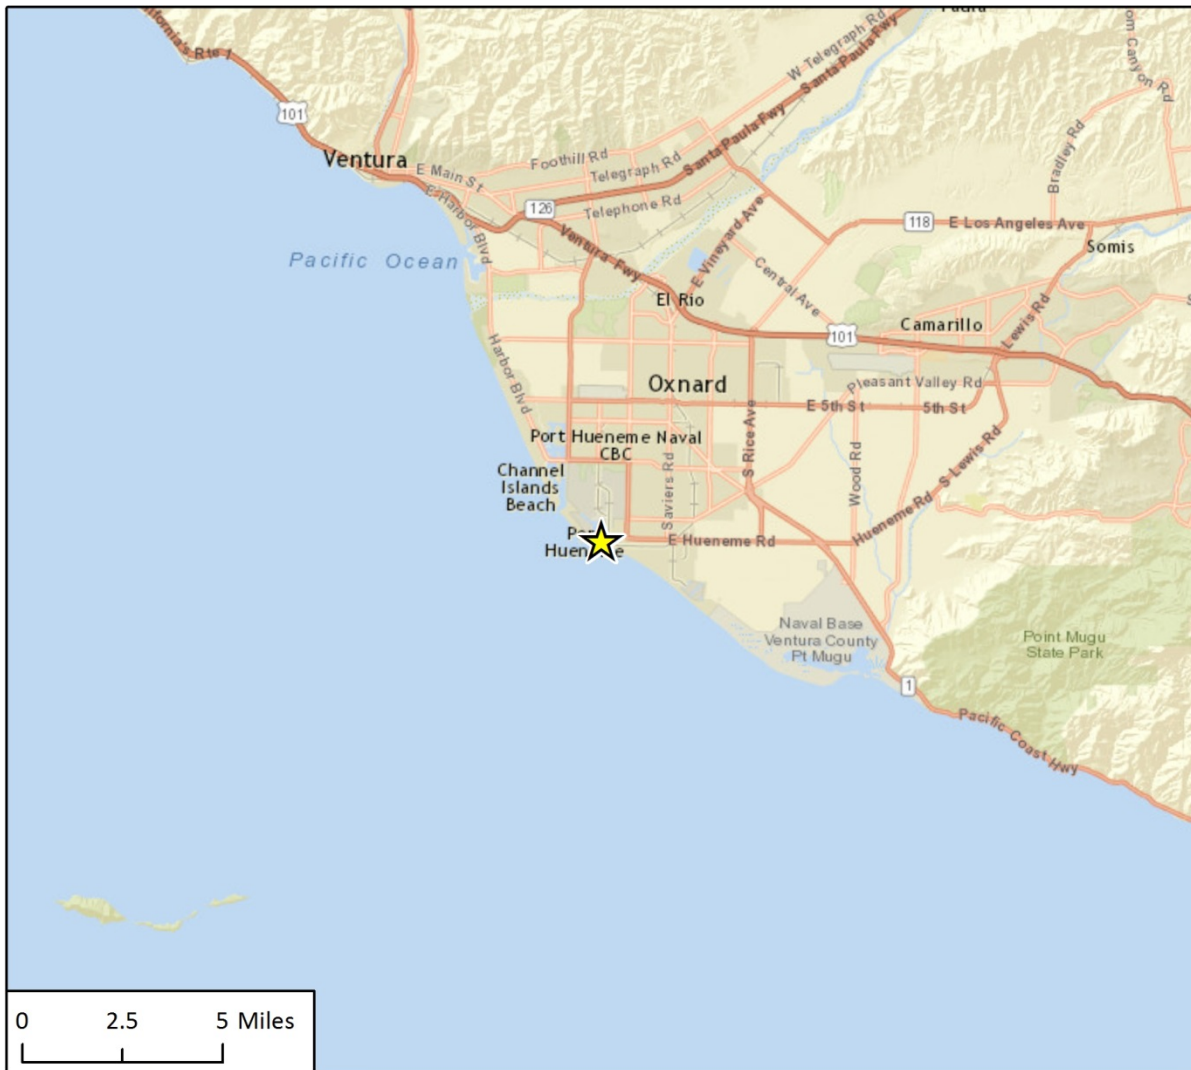 W Telegraph Rd
Santa Paula Fwy
101
Ventura
E Main St
Foothill Rd
Telegraph Rd
Santa Paula Fwy
Bradley Rd
E Harbor Blvd
126
Telephone Rd
E Vineyard Ave
118
E Los Angeles Ave
Somis
Pacific Ocean
Ventura Fwy
Central Ave
El Rio
Camarillo
Lewis Rd
101
Harbor Blvd
Oxnard
Pleasant Valley Rd
E 5th St
5th St
Port Hueneme Naval
CBC
S Rice Ave
Channel
Islands
Beach
Saviers Rd
Wood Rd
S Lewis Rd
Hueneme Rd
E Hueneme Rd
Naval Base
Ventura County
Pt Mugu
Point Mugu
State Park
1
Pacific Coast Hwy
0 2.5 5 Miles